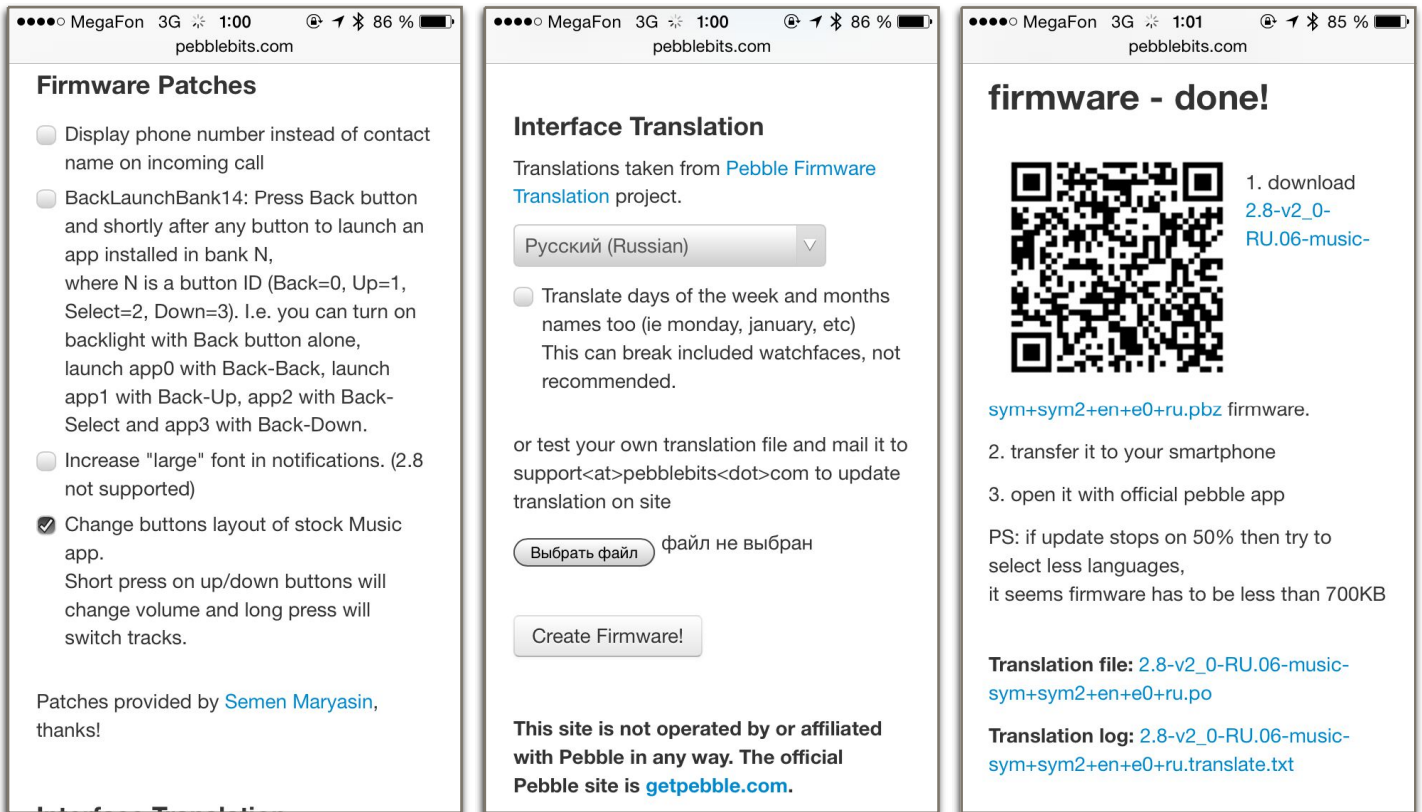 MegaFon 3G 1:00 86 %
pebblebits.com
Firmware Patches
Display phone number instead of contact
name on incoming call
BackLaunchBank14: Press Back button
and shortly after any button to launch an
app installed in bank N,
where N is a button ID (Back=0, Up=1,
Select=2, Down=3). I.e. you can turn on
backlight with Back button alone,
launch app0 with Back-Back, launch
app1 with Back-Up, app2 with Back-
Select and app3 with Back-Down.
Increase "large" font in notifications. (2.8
not supported)
Change buttons layout of stock Music
app.
Short press on up/down buttons will
change volume and long press will
switch tracks.
Patches provided by Semen Maryasin,
thanks!
Interface Translation
MegaFon 3G 1:00 86 %
pebblebits.com
Interface Translation
Translations taken from Pebble Firmware
Translation project.
Русский (Russian)
Translate days of the week and months
names too (ie monday, january, etc)
This can break included watchfaces, not
recommended.
or test your own translation file and mail it to
support<at>pebblebits<dot>com to update
translation on site
Выбрать файл файл не выбран
Create Firmware!
This site is not operated by or affiliated
with Pebble in any way. The official
Pebble site is getpebble.com.
MegaFon 3G 1:01 85 %
pebblebits.com
firmware - done!
1. download
2.8-v2_0-
RU.06-music-
sym+sym2+en+e0+ru.pbz firmware.
2. transfer it to your smartphone
3. open it with official pebble app
PS: if update stops on 50% then try to
select less languages,
it seems firmware has to be less than 700KB
Translation file: 2.8-v2_0-RU.06-music-
sym+sym2+en+e0+ru.po
Translation log: 2.8-v2_0-RU.06-music-
sym+sym2+en+e0+ru.translate.txt